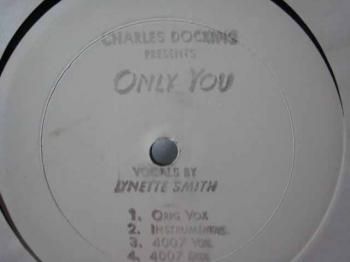 CHARLES DOCKINS
PRESENTS
ONLY YOU
VOCALS BY
LYNETTE SMITH
1. ORIG VOX
2. INSTRUMENTAL
3. 4007 VOX
4. 4007